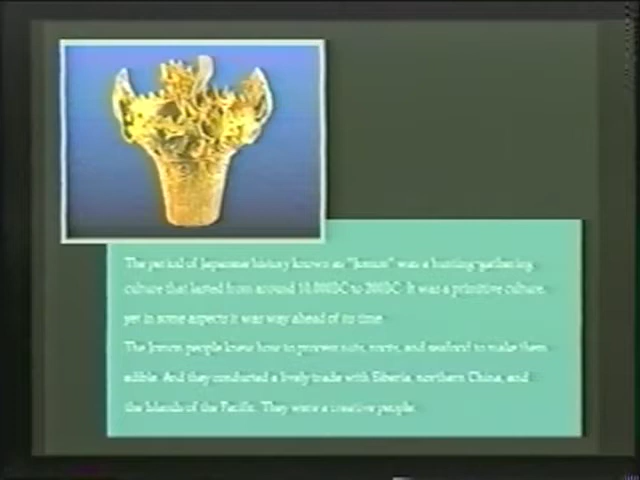 The period of Japanese history known as "Jomon" was a hunting-gathering
culture that lasted from around 10,000BC to 300BC. It was a primitive culture,
yet in some aspects it was way ahead of its time.
The Jomon people knew how to process nuts, roots, and seafood to make them
edible. And they conducted a lively trade with Siberia, northern China, and
the Islands of the Pacific. They were a creative people.